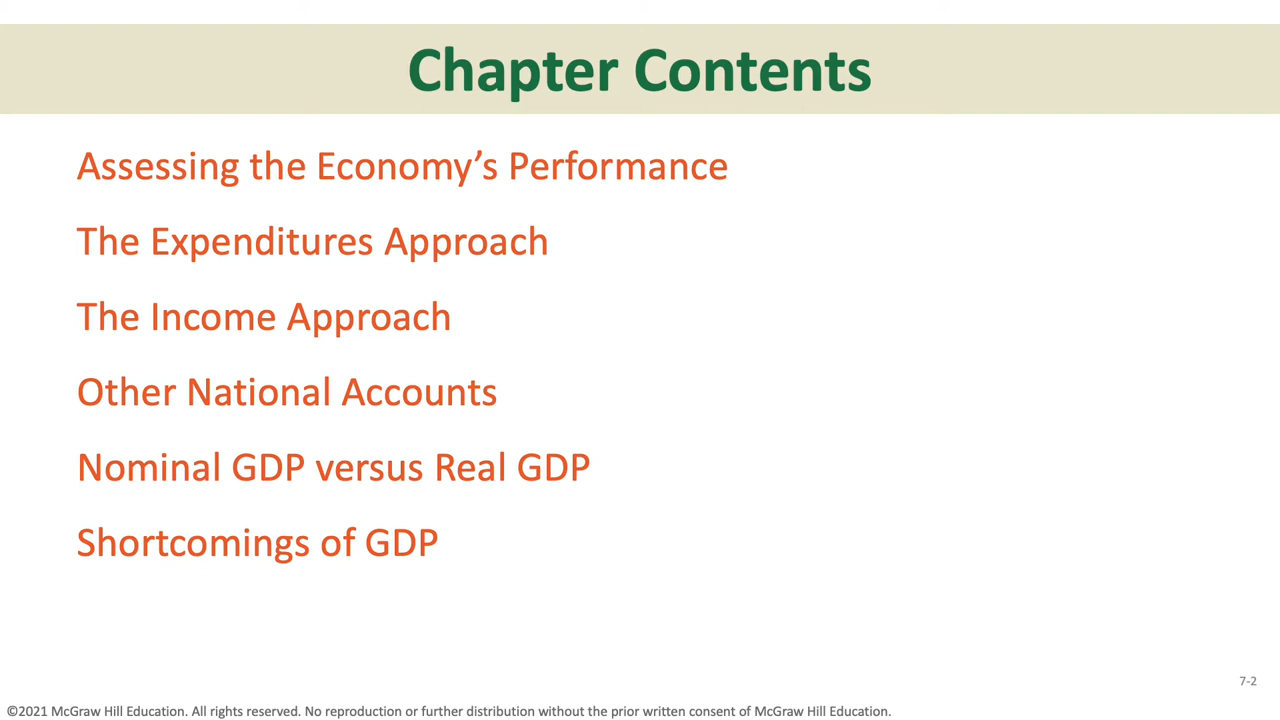 Chapter Contents
Assessing the Economy’s Performance
The Expenditures Approach
The Income Approach
Other National Accounts
Nominal GDP versus Real GDP
Shortcomings of GDP
7-2
©2021 McGraw Hill Education. All rights reserved. No reproduction or further distribution without the prior written consent of McGraw Hill Education.